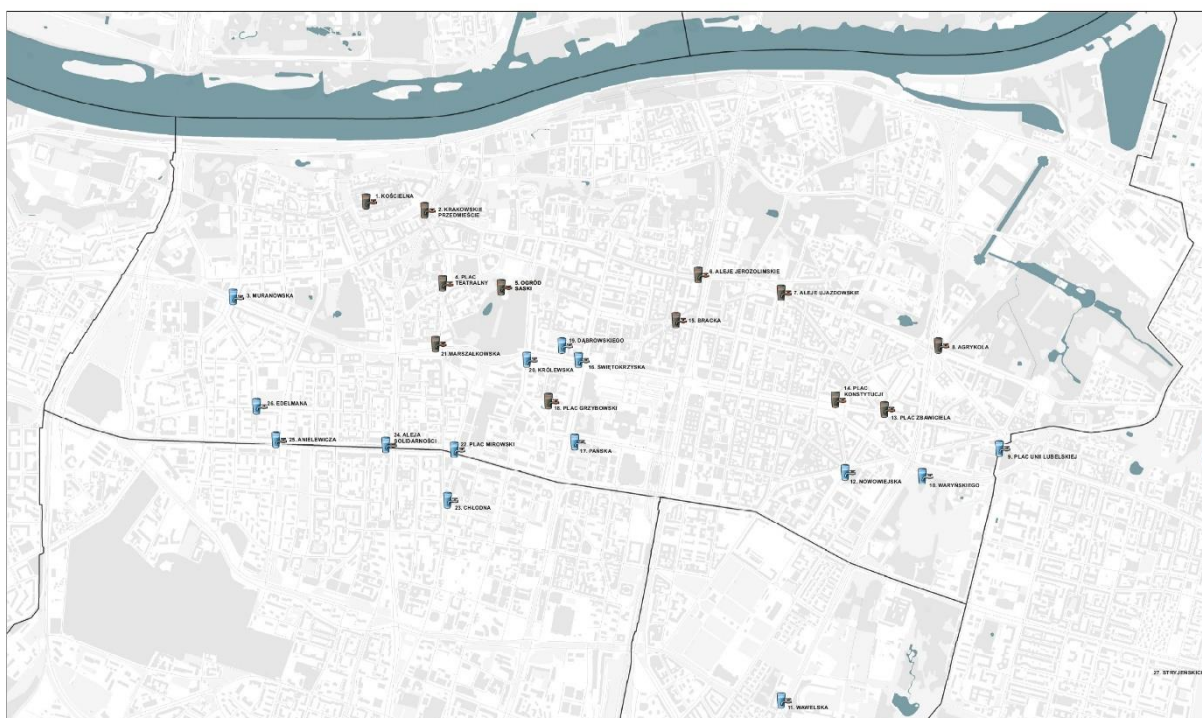 1. KOŚCIELNA
2. KRAKOWSKIE
PRZEDMIEŚCIE
4. PLAC
TEATRALNY
5. OGRÓD
SASKI
6. ALEJE JEROZOLIMSKIE
7. ALEJE UJAZDOWSKIE
3. MURANOWSKA
15. BRACKA
19. DĄBROWSKIEGO
8. AGRYKOLA
21.MARSZAŁKOWSKA
20. KRÓLEWSKA
16. ŚWIĘTOKRZYSKA
14. PLAC
KONSTYTUCJI
18. PLAC GRZYBOWSKI
26. EDELMANA
13. PLAC ZBAWICIELA
25. ANIELEWICZA
24. ALEJA
SOLIDARNOŚCI
22. PLAC MIROWSKI
17. PAŃSKA
9. PLAC UNII LUBELSKIEJ
12. NOWOWIEJSKA
10. WARYŃSKIEGO
23. CHŁODNA
27. STRYJEŃSKICH
11. WAWELSKA